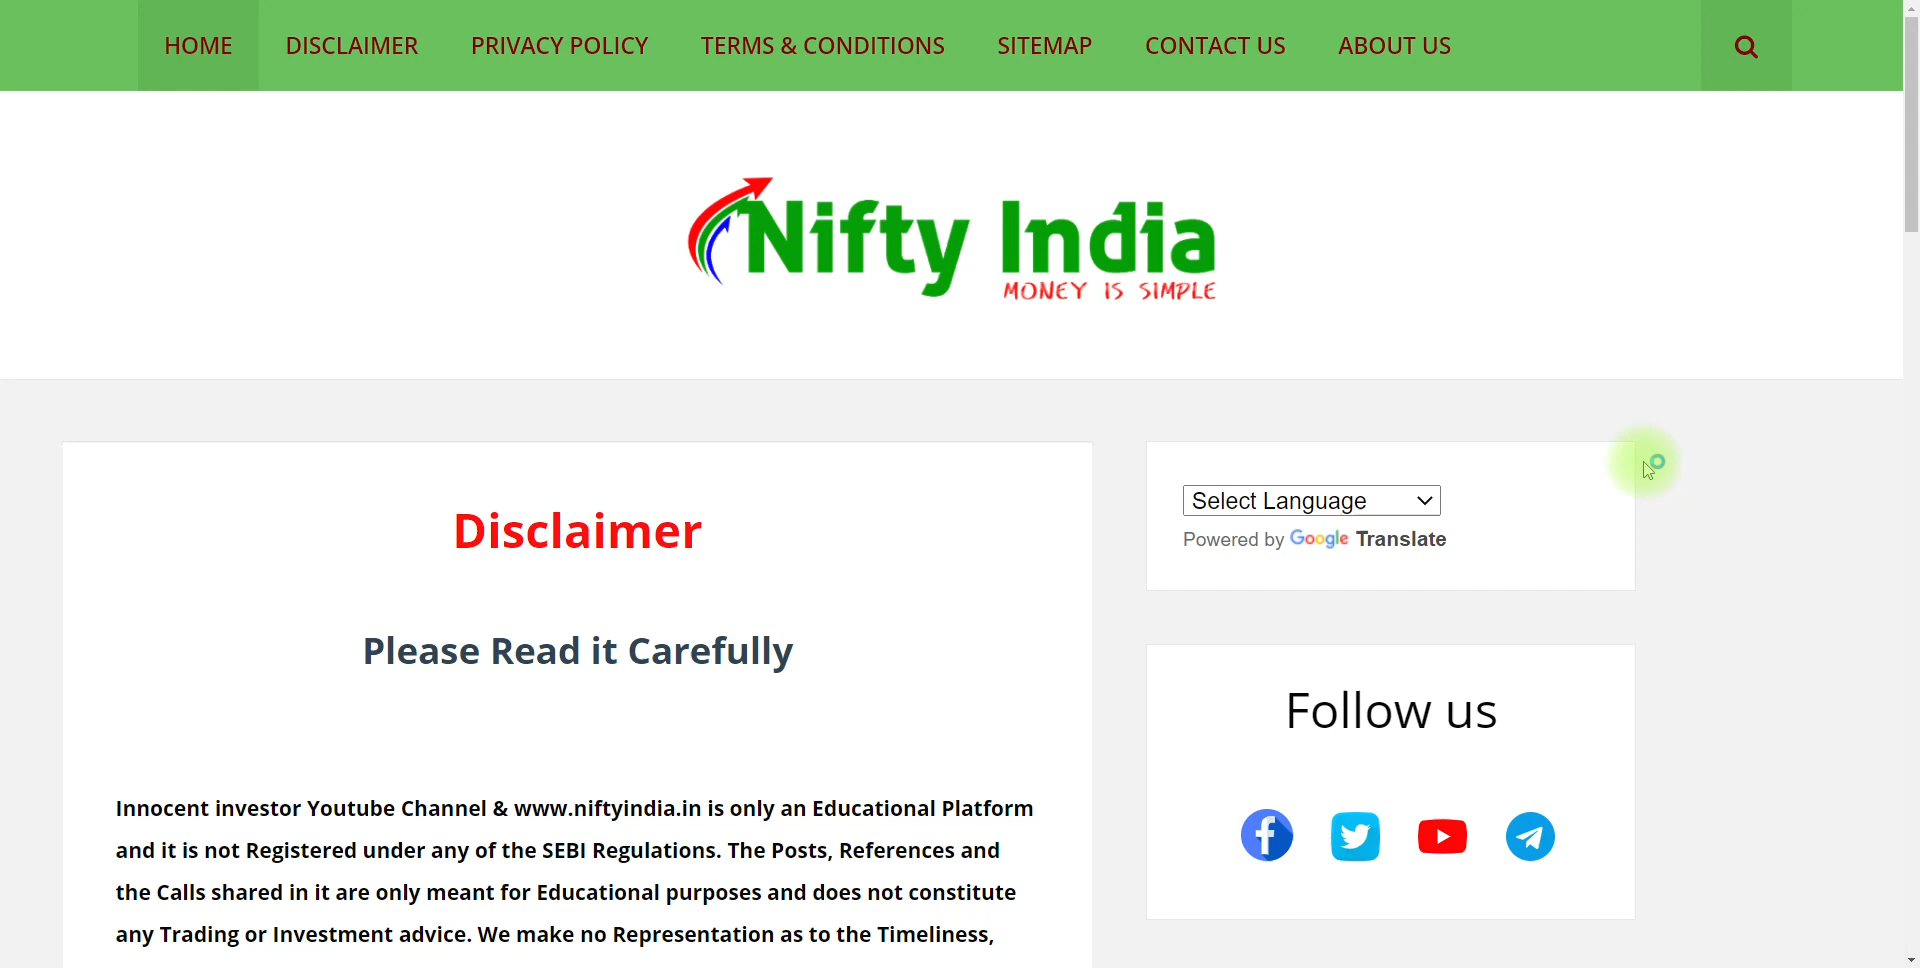 HOME DISCLAIMER PRIVACY POLICY TERMS & CONDITIONS SITEMAP CONTACT US ABOUT US
Nifty India
MONEY IS SIMPLE
Disclaimer
Please Read it Carefully
Innocent investor Youtube Channel & www.niftyindia.in is only an Educational Platform
and it is not Registered under any of the SEBI Regulations. The Posts, References and
the Calls shared in it are only meant for Educational purposes and does not constitute
any Trading or Investment advice. We make no Representation as to the Timeliness,
Select Language
Powered by Google Translate
Follow us